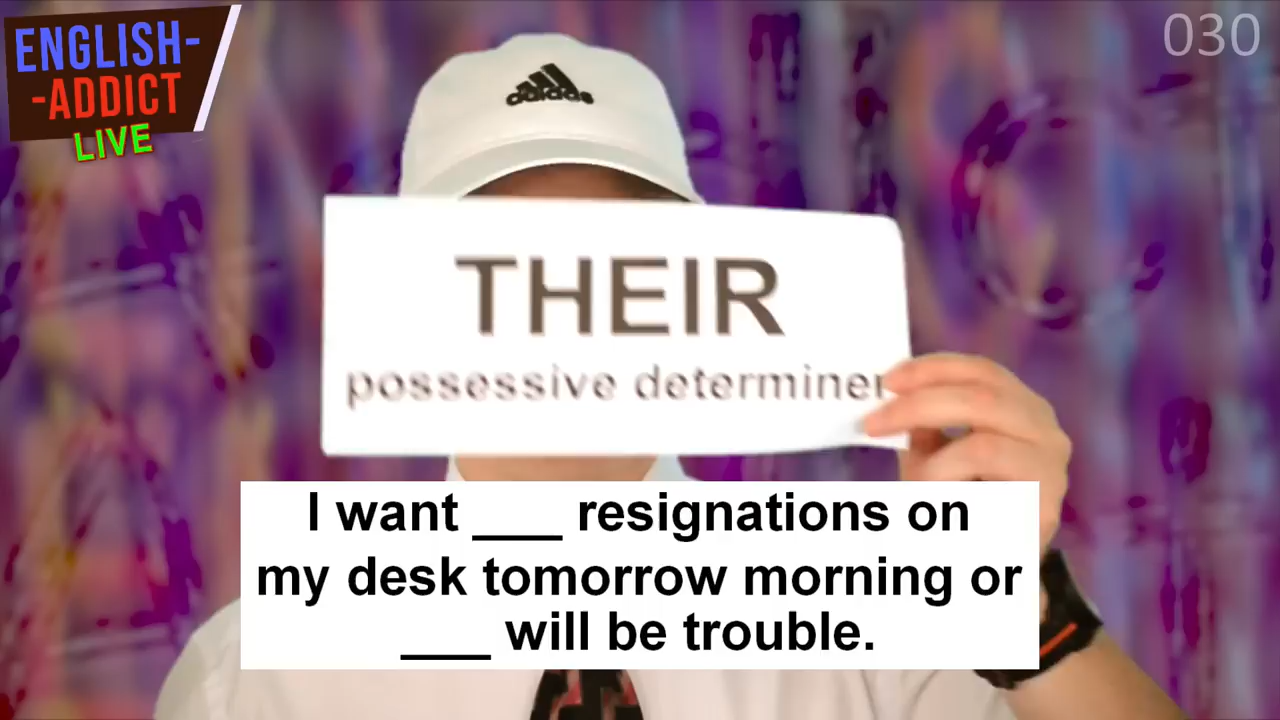 ENGLISH-
-ADDICT
LIVE
030
adidas
THEIR
possessive determiner
I want ___ resignations on
my desk tomorrow morning or
___ will be trouble.